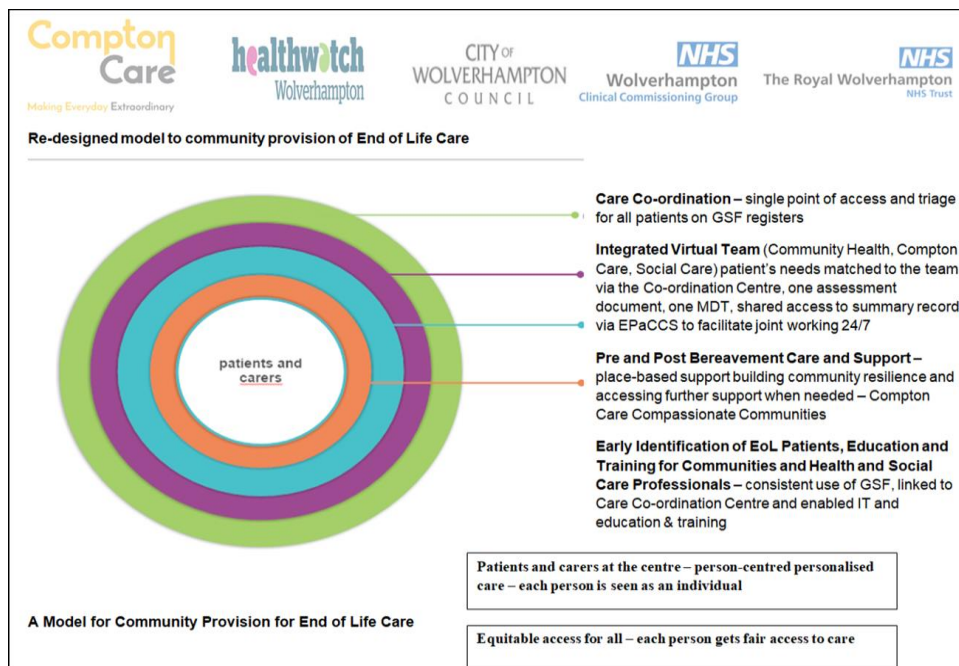 Compton
Care
Making Everyday Extraordinary
healthwatch
Wolverhampton
CITY OF
WOLVERHAMPTON
COUNCIL
NHS
Wolverhampton
Clinical Commissioning Group
NHS
The Royal Wolverhampton
NHS Trust
Re-designed model to community provision of End of Life Care
patients and
carers
Care Co-ordination – single point of access and triage
for all patients on GSF registers
Integrated Virtual Team (Community Health, Compton
Care, Social Care) patient's needs matched to the team
via the Co-ordination Centre, one assessment
document, one MDT, shared access to summary record
via EPaCCS to facilitate joint working 24/7
Pre and Post Bereavement Care and Support –
place-based support building community resilience and
accessing further support when needed – Compton
Care Compassionate Communities
Early Identification of EoL Patients, Education and
Training for Communities and Health and Social
Care Professionals – consistent use of GSF, linked to
Care Co-ordination Centre and enabled IT and
education & training
Patients and carers at the centre – person-centred personalised
care – each person is seen as an individual
A Model for Community Provision for End of Life Care
Equitable access for all – each person gets fair access to care